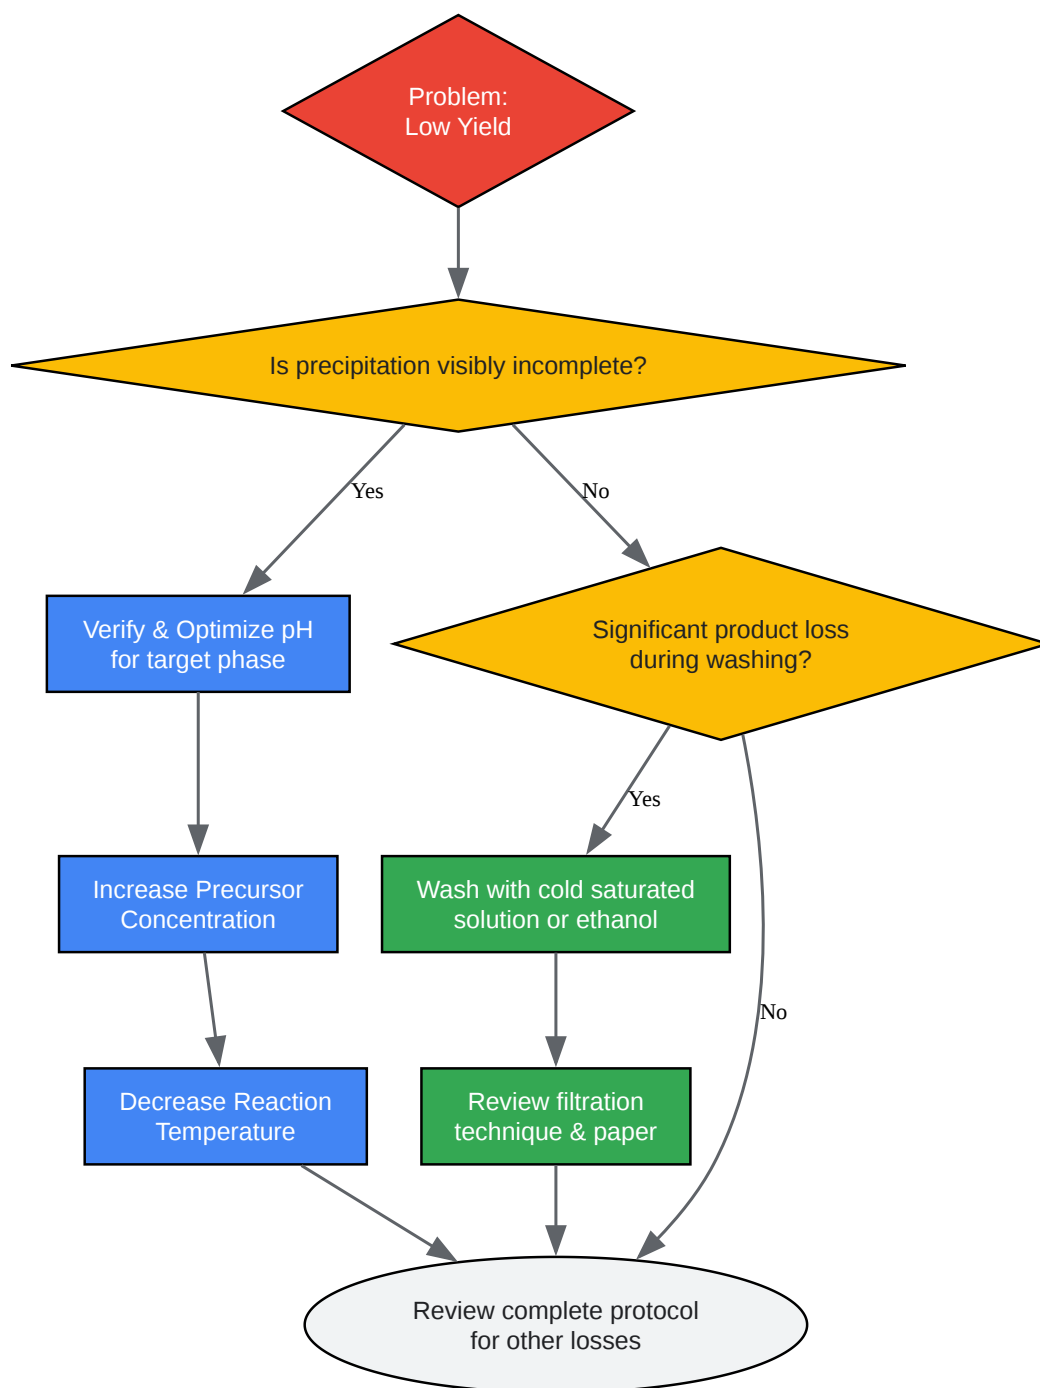 Problem:
Low Yield
Is precipitation visibly incomplete?
Yes
No
Verify & Optimize pH
for target phase
Significant product loss
during washing?
Yes
Increase Precursor
Concentration
Wash with cold saturated
solution or ethanol
No
Decrease Reaction
Temperature
Review filtration
technique & paper
Review complete protocol
for other losses